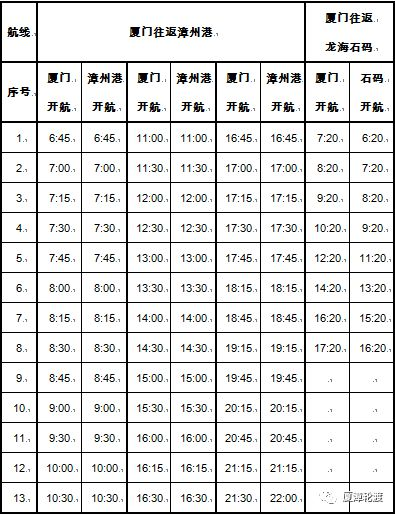 航线 厦门往返漳州港 厦门往返
龙海石码
序号 厦门 漳州港 厦门 漳州港 厦门 漳州港 厦门 石码
开航 开航 开航 开航 开航 开航 开航 开航
1. 6:45 6:45 11:00 11:00 16:45 16:45 7:20 6:20
2. 7:00 7:00 11:30 11:30 17:00 17:00 8:20 7:20
3. 7:15 7:15 12:00 12:00 17:15 17:15 9:20 8:20
4. 7:30 7:30 12:30 12:30 17:30 17:30 10:20 9:20
5. 7:45 7:45 13:00 13:00 17:45 17:45 12:20 11:20
6. 8:00 8:00 13:30 13:30 18:15 18:15 14:20 13:20
7. 8:15 8:15 14:00 14:00 18:45 18:45 16:20 15:20
8. 8:30 8:30 14:30 14:30 19:15 19:15 17:20 16:20
9. 8:45 8:45 15:00 15:00 19:45 19:45
10. 9:00 9:00 15:30 15:30 20:15 20:15
11. 9:30 9:30 16:00 16:00 20:45 20:45
12. 10:00 10:00 16:15 16:15 21:15 21:15
13. 10:30 10:30 16:30 16:30 21:30 22:00
厦漳轮渡